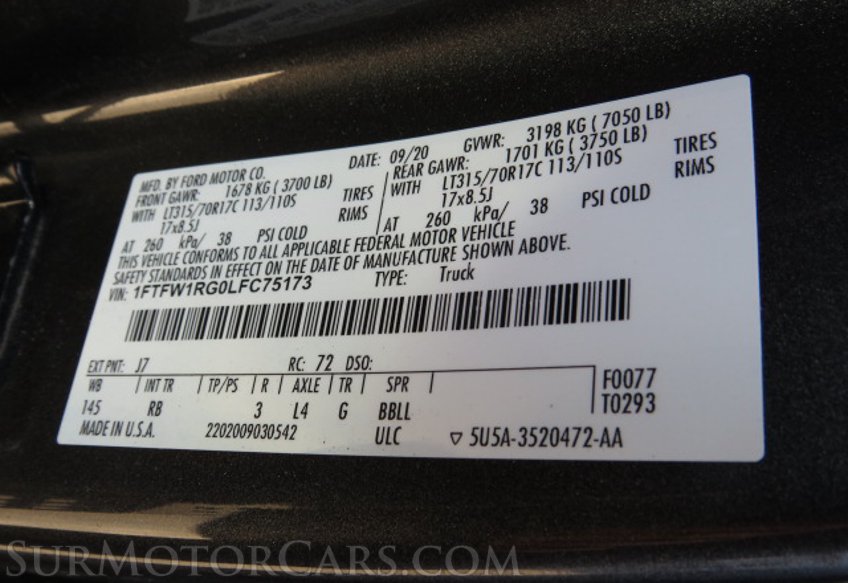 MFD. BY FORD MOTOR CO. DATE: 09/20 GVWR: 3198 KG ( 7050 LB)
FRONT GAWR: 1678 KG ( 3700 LB) REAR GAWR: 1701 KG ( 3750 LB)
WITH LT315/70R17C 113/110S TIRES WITH LT315/70R17C 113/110S TIRES
17x8.5J RIMS 17x8.5J RIMS
AT 260 kPa/ 38 PSI COLD AT 260 kPa/ 38 PSI COLD
THIS VEHICLE CONFORMS TO ALL APPLICABLE FEDERAL MOTOR VEHICLE
SAFETY STANDARDS IN EFFECT ON THE DATE OF MANUFACTURE SHOWN ABOVE.
VIN: 1FTFW1RG0LFC75173 TYPE: Truck
EXT PNT: J7 RC: 72 DSO:
WB INT TR TP/PS R AXLE TR SPR F0077
145 RB 3 L4 G BBLL T0293
MADE IN U.S.A. 2202009030542 ULC ▽ 5U5A-3520472-AA
SurMotorCars.com